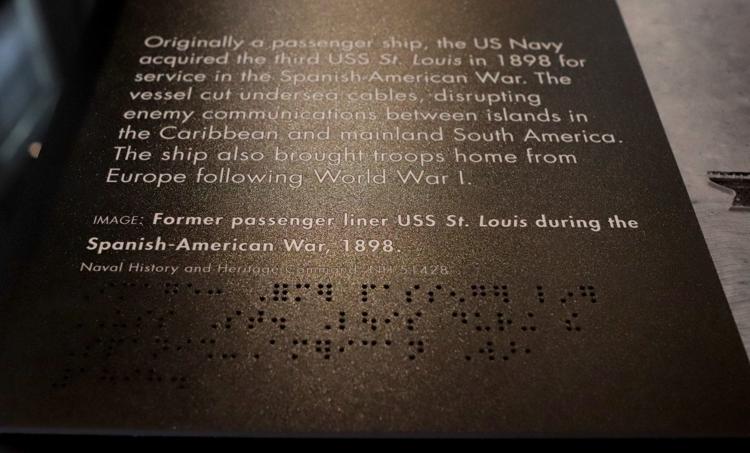 Originally a passenger ship, the US Navy
acquired the third USS St. Louis in 1898 for
service in the Spanish-American War. The
vessel cut undersea cables, disrupting
enemy communications between islands in
the Caribbean and mainland South America.
The ship also brought troops home from
Europe following World War I.
IMAGE: Former passenger liner USS St. Louis during the
Spanish-American War, 1898.
Naval History and Heritage Command, NH 51428